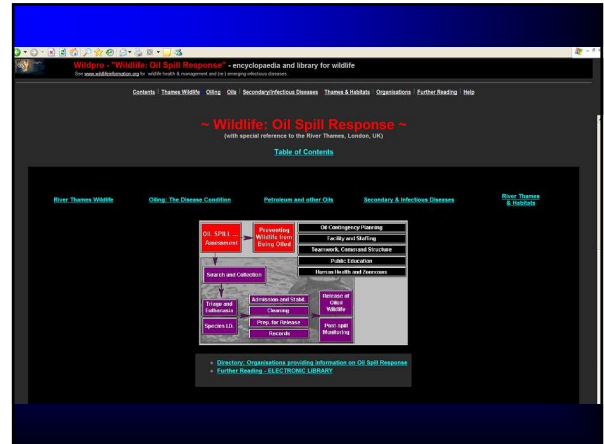 Wildpro - "Wildlife: Oil Spill Response" - encyclopaedia and library for wildlife
See www.wildlifeinformation.org for wildlife health & management and (re-) emerging infectious diseases
Contents | Thames Wildlife | Oiling | Oils | Secondary/Infectious Diseases | Thames & Habitats | Organisations | Further Reading | Help
~ Wildlife: Oil Spill Response ~
(with special reference to the River Thames, London, UK)
Table of Contents
River Thames Wildlife
Oiling: The Disease Condition
Petroleum and other Oils
Secondary & Infectious Diseases
River Thames
& Habitats
OIL SPILL ...
Assessment
Preventing
Wildlife from
Being Oiled
Oil Contingency Planning
Facility and Staffing
Teamwork, Command Structure
Public Education
Human Health and Zoonoses
Search and Collection
Triage and
Euthanasia
Species I.D.
Admission and Stabil.
Cleaning
Prep. for Release
Records
Release of
Oiled
Wildlife
Post-spill
Monitoring
Directory: Organisations providing information on Oil Spill Response
Further Reading - ELECTRONIC LIBRARY